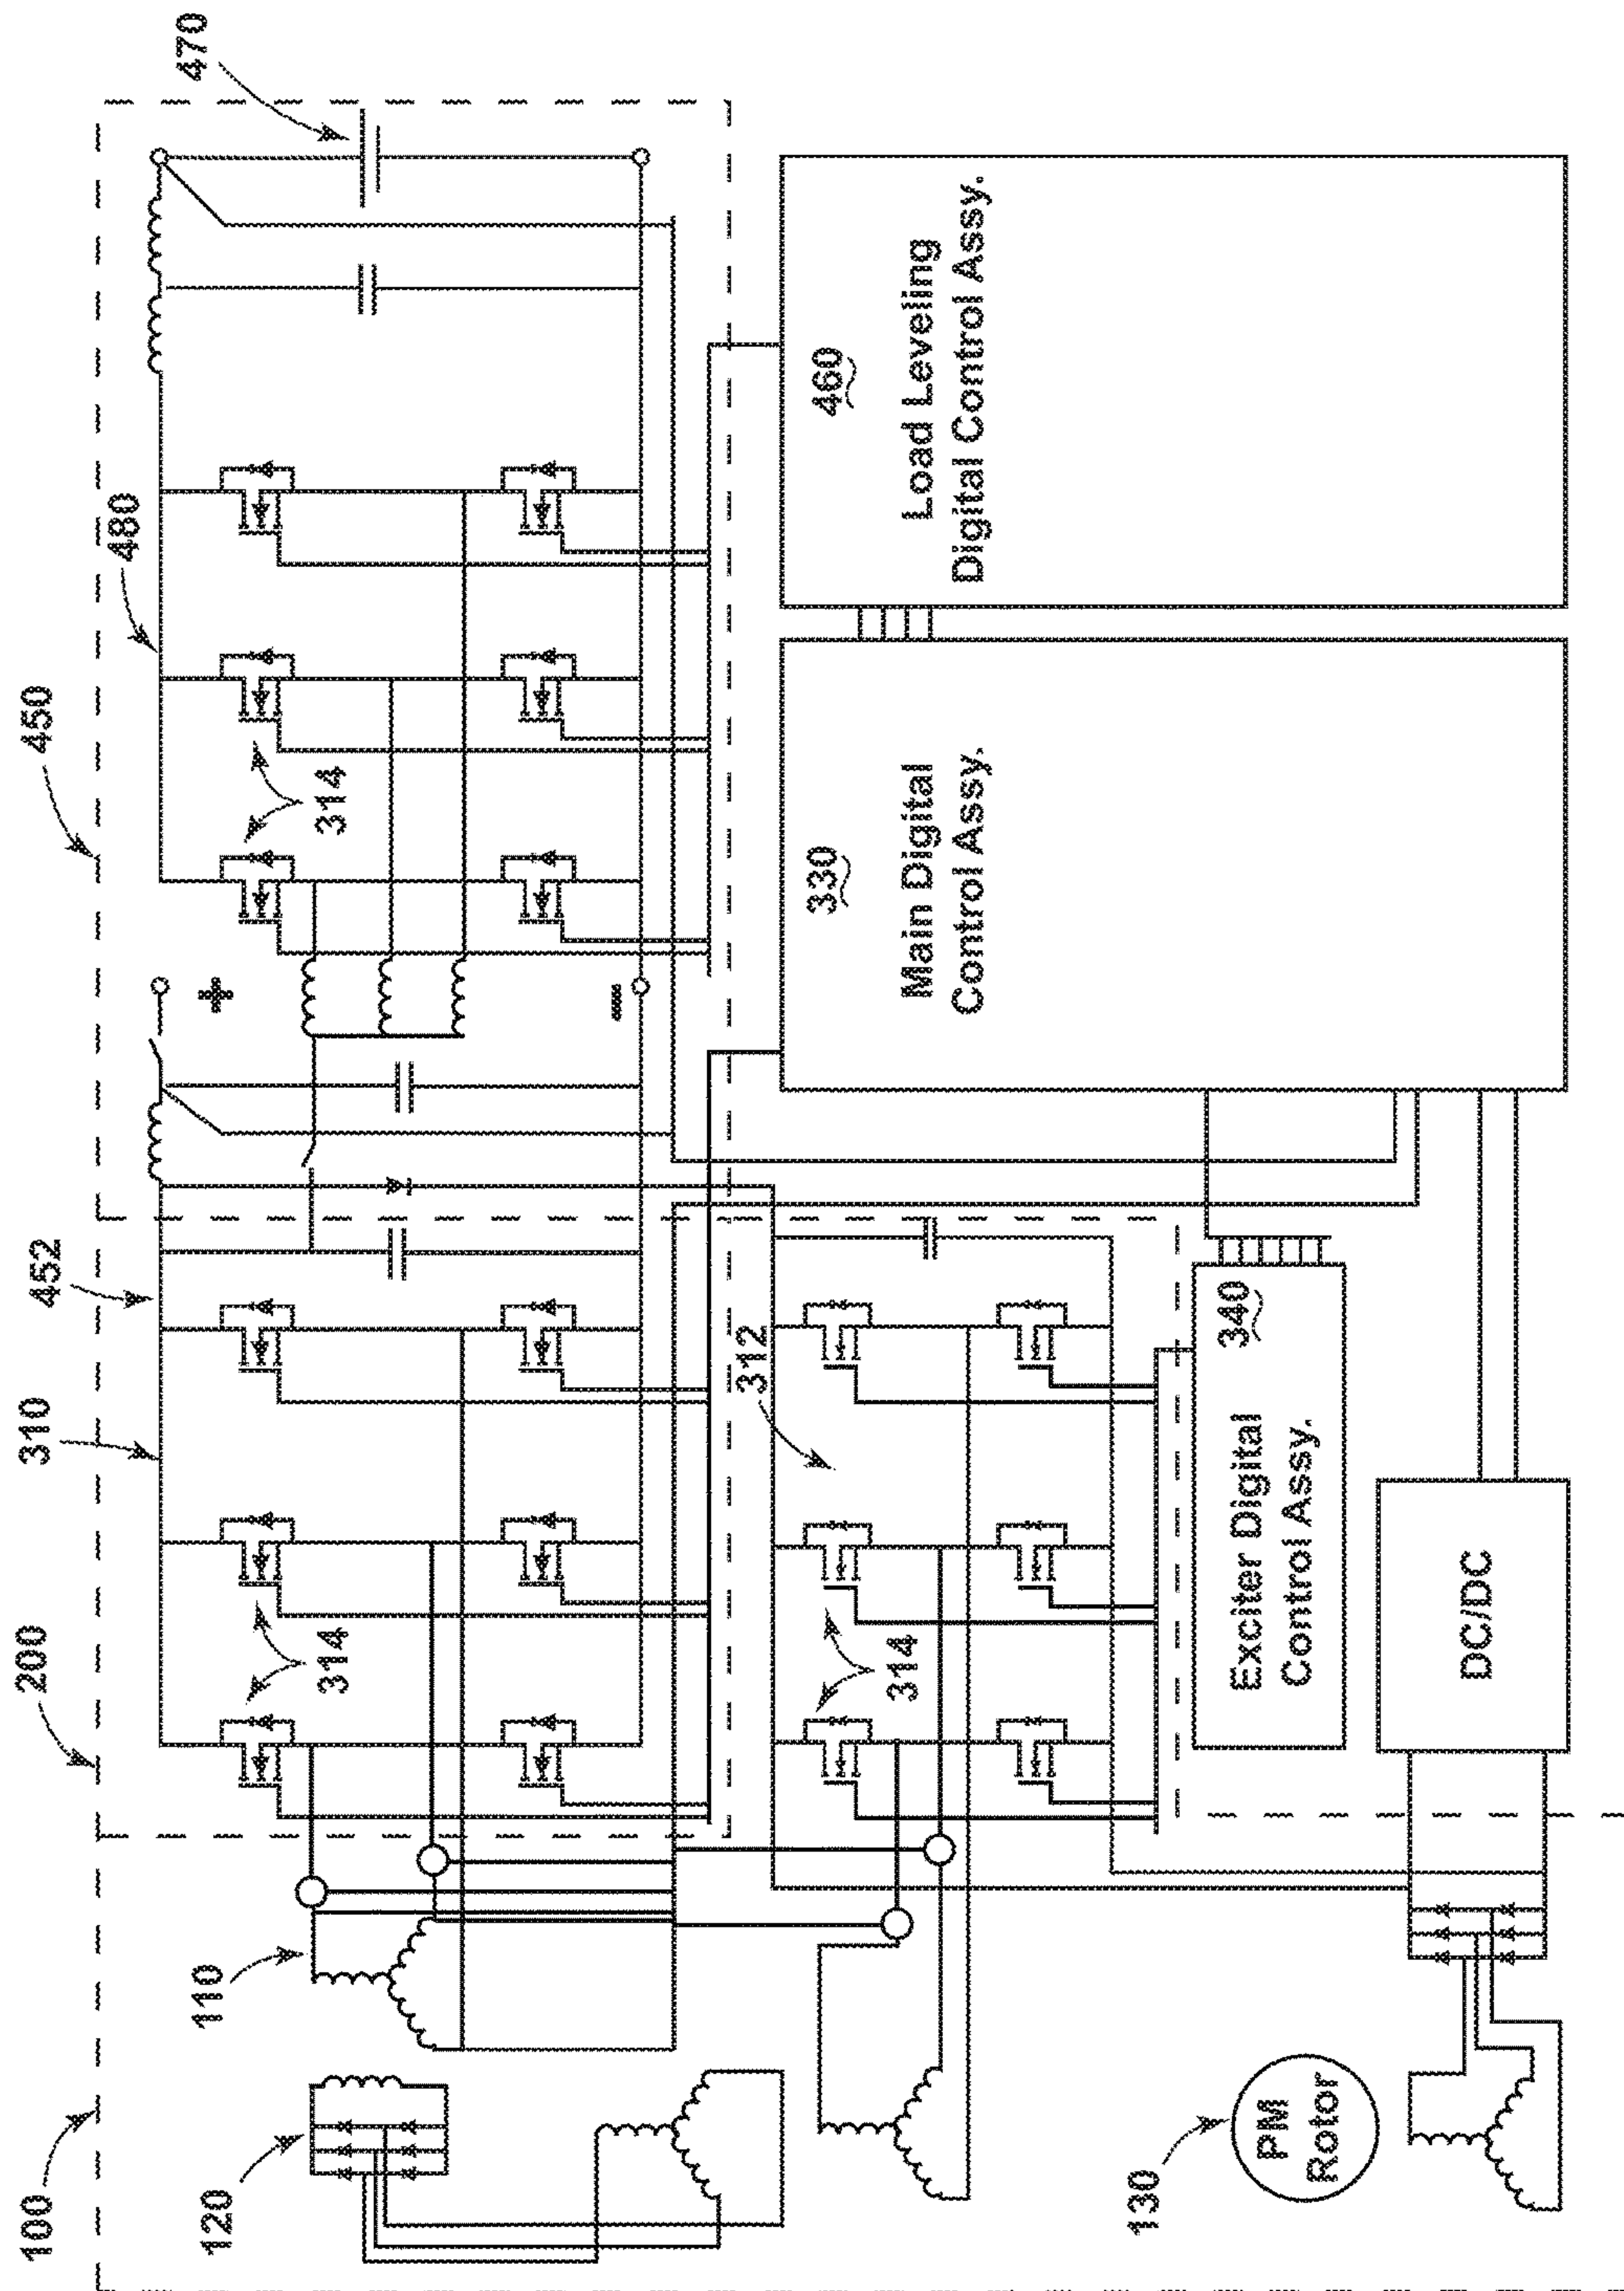 100
200
310
452
450
480
470
120
110
314
314
+
-
312
314
130
PM
Rotor
340
Exciter Digital
Control Assy.
DC/DC
330
Main Digital
Control Assy.
460
Load Leveling
Digital Control Assy.